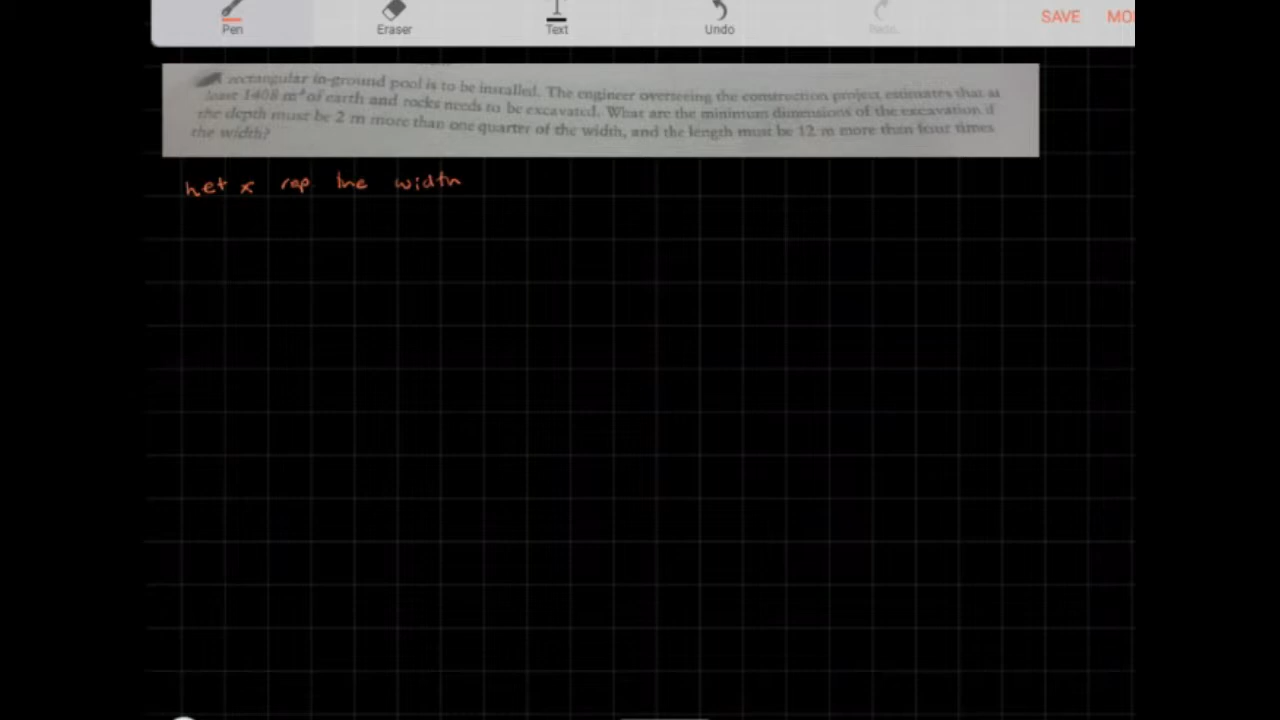 Pen Eraser Text Undo Redo SAVE MO
rectangular in-ground pool is to be installed. The engineer overseeing the construction project estimates that at
least 1408 m³ of earth and rocks needs to be excavated. What are the minimum dimensions of the excavation if
the depth must be 2 m more than one quarter of the width, and the length must be 12 m more than four times
the width?
het x rep the width